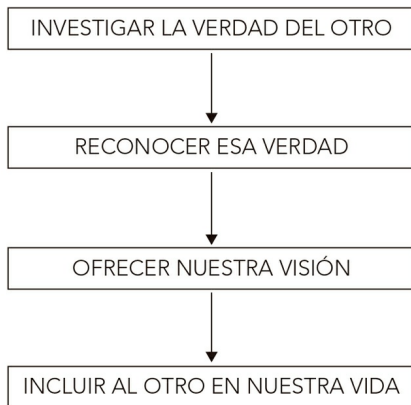 INVESTIGAR LA VERDAD DEL OTRO
RECONOCER ESA VERDAD
OFRECER NUESTRA VISIÓN
INCLUIR AL OTRO EN NUESTRA VIDA